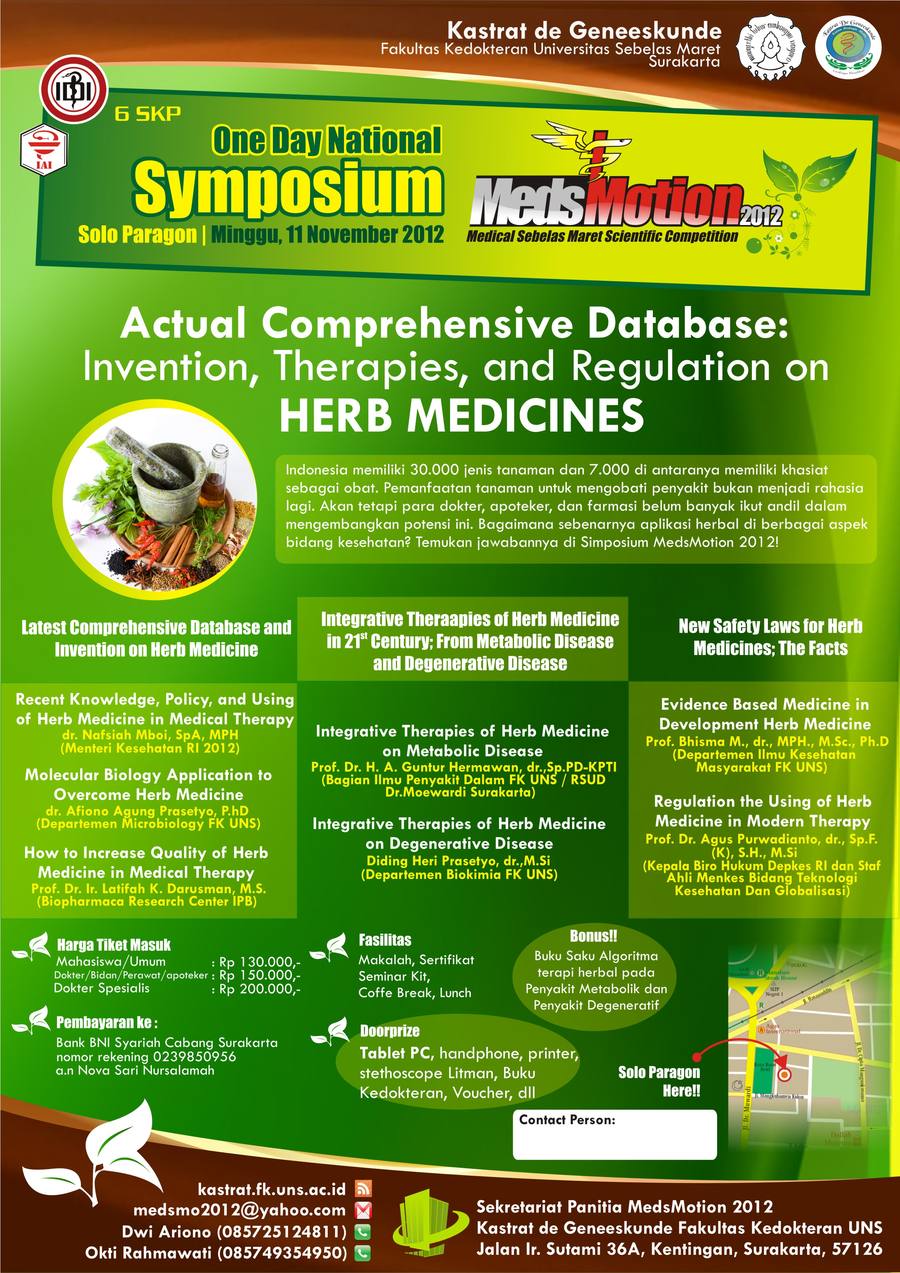 Kastrat de Geneeskunde
Fakultas Kedokteran Universitas Sebelas Maret
Surakarta
IDI
IAI
6 SKP
One Day National
Symposium
Solo Paragon | Minggu, 11 November 2012
MedsMotion 2012
Medical Sebelas Maret Scientific Competition
Actual Comprehensive Database:
Invention, Therapies, and Regulation on
HERB MEDICINES
Indonesia memiliki 30.000 jenis tanaman dan 7.000 di antaranya memiliki khasiat
sebagai obat. Pemanfaatan tanaman untuk mengobati penyakit bukan menjadi rahasia
lagi. Akan tetapi para dokter, apoteker, dan farmasi belum banyak ikut andil dalam
mengembangkan potensi ini. Bagaimana sebenarnya aplikasi herbal di berbagai aspek
bidang kesehatan? Temukan jawabannya di Simposium MedsMotion 2012!
Latest Comprehensive Database and
Invention on Herb Medicine
Recent Knowledge, Policy, and Using
of Herb Medicine in Medical Therapy
dr. Nafsiah Mboi, SpA, MPH
(Menteri Kesehatan RI 2012)
Molecular Biology Application to
Overcome Herb Medicine
dr. Afiono Agung Prasetyo, P.hD
(Departemen Microbiology FK UNS)
How to Increase Quality of Herb
Medicine in Medical Therapy
Prof. Dr. Ir. Latifah K. Darusman, M.S.
(Biopharmaca Research Center IPB)
Integrative Theraapies of Herb Medicine
in 21st Century; From Metabolic Disease
and Degenerative Disease
Integrative Therapies of Herb Medicine
on Metabolic Disease
Prof. Dr. H. A. Guntur Hermawan, dr.,Sp.PD-KPTI
(Bagian Ilmu Penyakit Dalam FK UNS / RSUD
Dr.Moewardi Surakarta)
Integrative Therapies of Herb Medicine
on Degenerative Disease
Diding Heri Prasetyo, dr.,M.Si
(Departemen Biokimia FK UNS)
New Safety Laws for Herb
Medicines; The Facts
Evidence Based Medicine in
Development Herb Medicine
Prof. Bhisma M., dr., MPH., M.Sc., Ph.D
(Departemen Ilmu Kesehatan
Masyarakat FK UNS)
Regulation the Using of Herb
Medicine in Modern Therapy
Prof. Dr. Agus Purwadianto, dr., Sp.F.
(K), S.H., M.Si
(Kepala Biro Hukum Depkes RI dan Staf
Ahli Menkes Bidang Teknologi
Kesehatan Dan Globalisasi)
Harga Tiket Masuk
Mahasiswa/Umum : Rp 130.000,-
Dokter/Bidan/Perawat/apoteker : Rp 150.000,-
Dokter Spesialis : Rp 200.000,-
Pembayaran ke :
Bank BNI Syariah Cabang Surakarta
nomor rekening 0239850956
a.n Nova Sari Nursalamah
Fasilitas
Makalah, Sertifikat
Seminar Kit,
Coffe Break, Lunch
Doorprize
Tablet PC, handphone, printer,
stethoscope Litman, Buku
Kedokteran, Voucher, dll
Bonus!!
Buku Saku Algoritma
terapi herbal pada
Penyakit Metabolik dan
Penyakit Degeneratif
Solo Paragon
Here!!
Contact Person:
kastrat.fk.uns.ac.id
medsmo2012@yahoo.com
Dwi Ariono (085725124811)
Okti Rahmawati (085749354950)
Sekretariat Panitia MedsMotion 2012
Kastrat de Geneeskunde Fakultas Kedokteran UNS
Jalan Ir. Sutami 36A, Kentingan, Surakarta, 57126